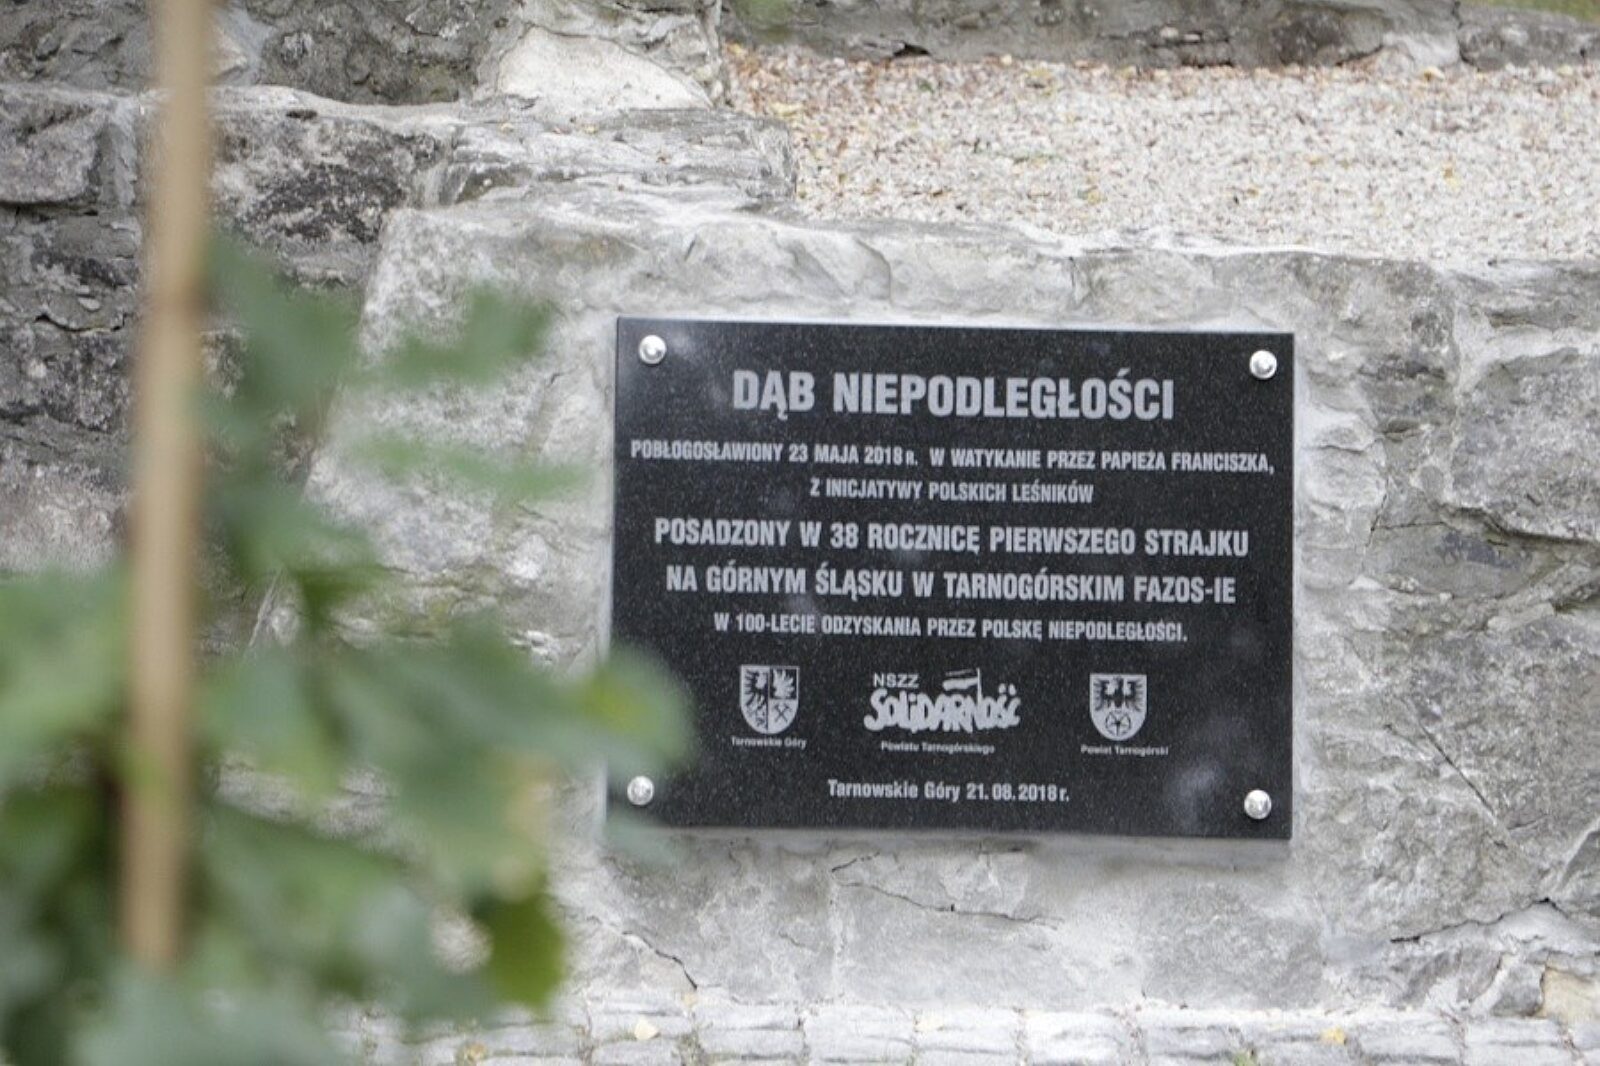 DĄB NIEPODLEGŁOŚCI
POBŁOGOSŁAWIONY 23 MAJA 2018 R. W WATYKANIE PRZEZ PAPIEŻA FRANCISZKA,
Z INICJATYWY POLSKICH LEŚNIKÓW
POSADZONY W 38 ROCZNICĘ PIERWSZEGO STRAJKU
NA GÓRNYM ŚLĄSKU W TARNOGÓRSKIM FAZOS-IE
W 100-LECIE ODZYSKANIA PRZEZ POLSKĘ NIEPODLEGŁOŚCI.
NSZZ
SOLIDARNOŚĆ
Tarnowskie Góry
Powiatu Tarnogórskiego
Powiat Tarnogórski
Tarnowskie Góry 21.08.2018 r.